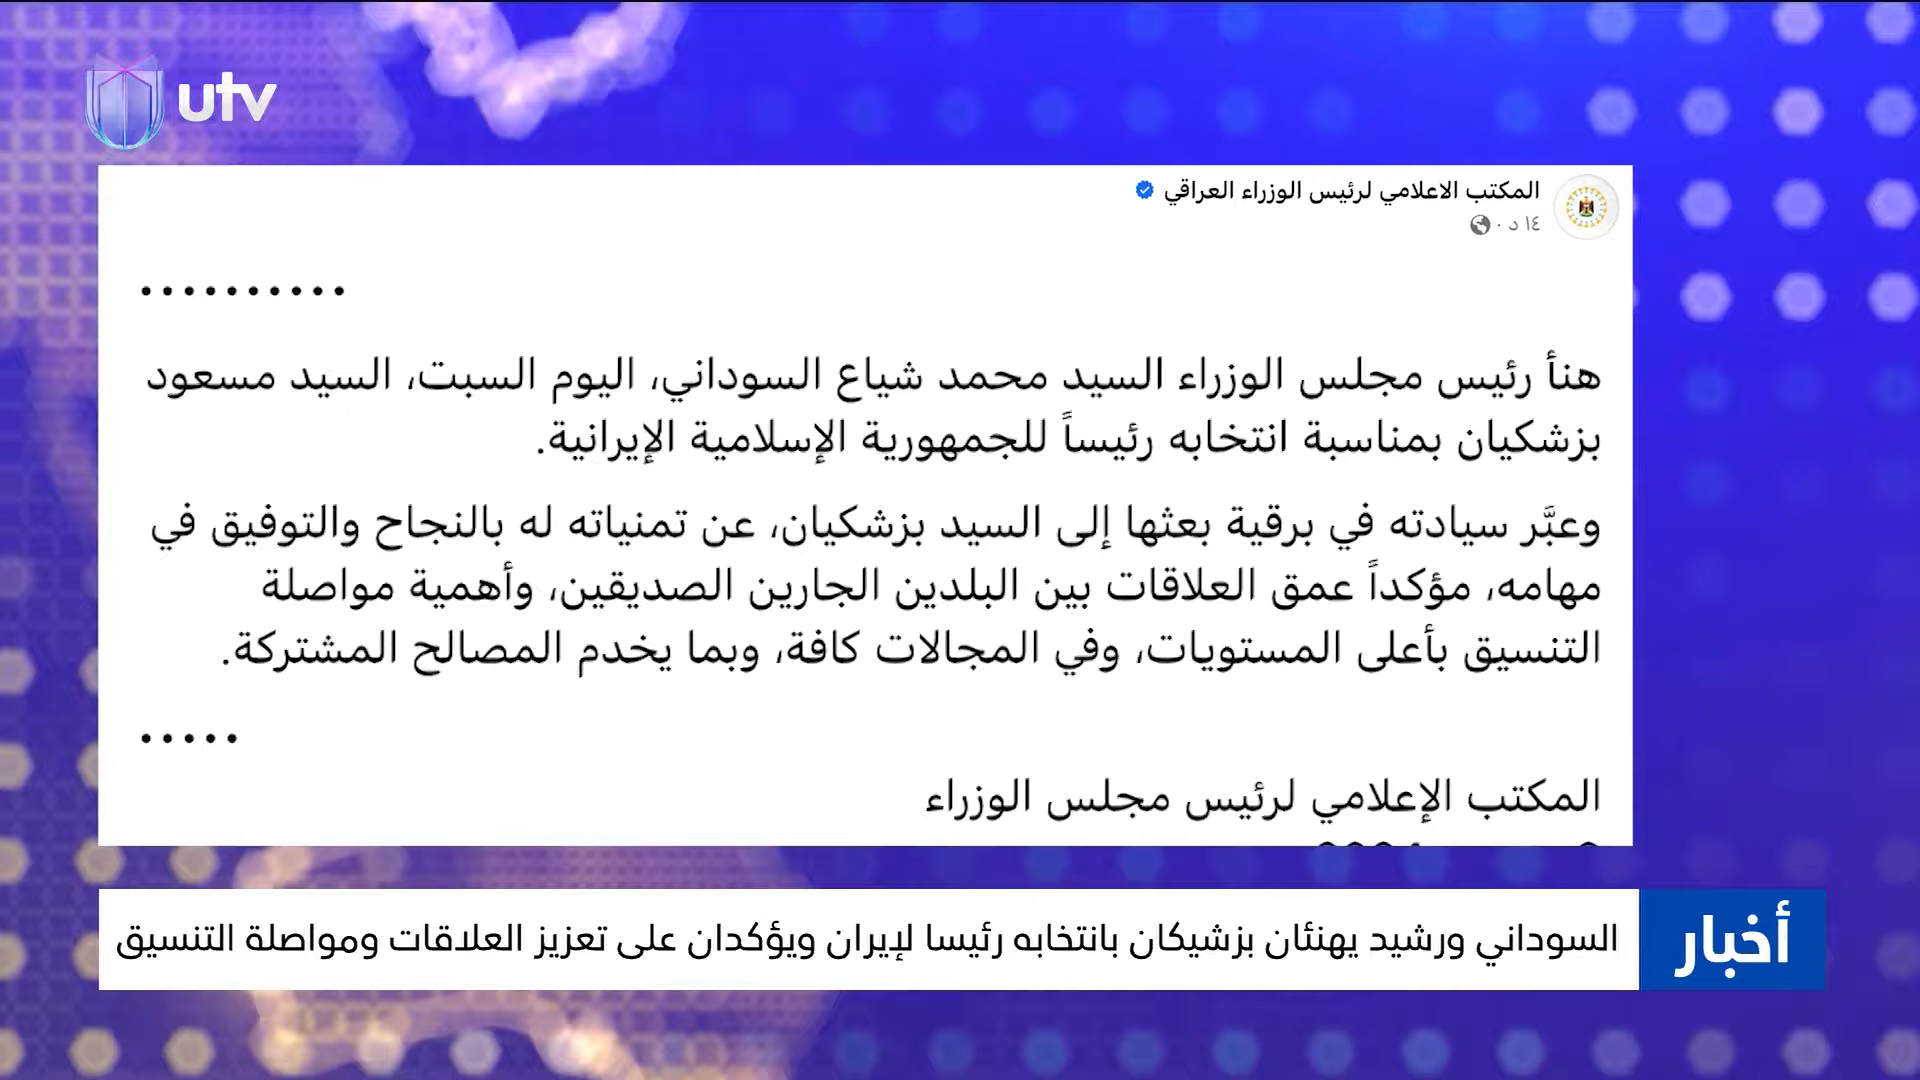 utv
المكتب الاعلامي لرئيس الوزراء العراقي
١٤ د ·
..........
هنأ رئيس مجلس الوزراء السيد محمد شياع السوداني، اليوم السبت، السيد مسعود
بزشكيان بمناسبة انتخابه رئيساً للجمهورية الإسلامية الإيرانية.
وعبَّر سيادته في برقية بعثها إلى السيد بزشكيان، عن تمنياته له بالنجاح والتوفيق في
مهامه، مؤكداً عمق العلاقات بين البلدين الجارين الصديقين، وأهمية مواصلة
التنسيق بأعلى المستويات، وفي المجالات كافة، وبما يخدم المصالح المشتركة.
.....
المكتب الإعلامي لرئيس مجلس الوزراء
أخبار
السوداني ورشيد يهنئان بزشيكان بانتخابه رئيسا لإيران ويؤكدان على تعزيز العلاقات ومواصلة التنسيق